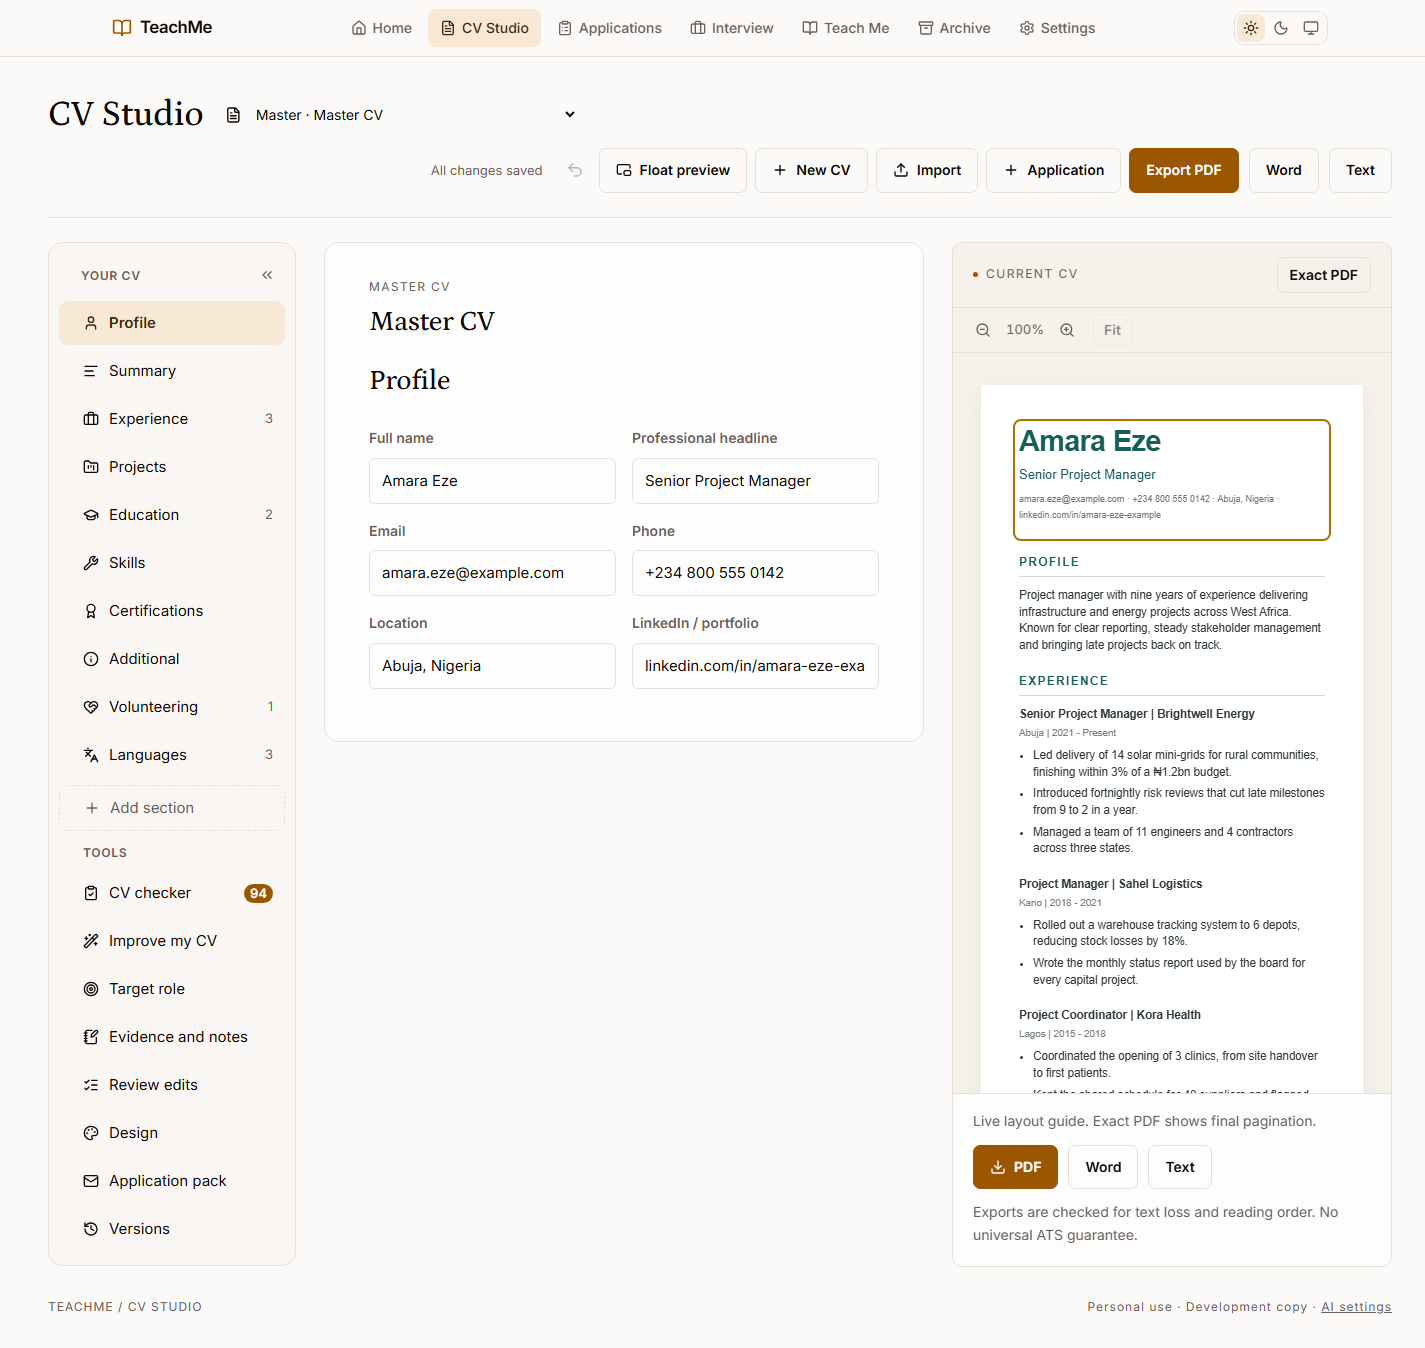 TeachMe
Home
CV Studio
Applications
Interview
Teach Me
Archive
Settings
CV Studio
Master · Master CV
All changes saved
Float preview
New CV
Import
Application
Export PDF
Word
Text
YOUR CV
Profile
Summary
Experience 3
Projects
Education 2
Skills
Certifications
Additional
Volunteering 1
Languages 3
Add section
TOOLS
CV checker 94
Improve my CV
Target role
Evidence and notes
Review edits
Design
Application pack
Versions
MASTER CV
Master CV
Profile
Full name
Amara Eze
Professional headline
Senior Project Manager
Email
amara.eze@example.com
Phone
+234 800 555 0142
Location
Abuja, Nigeria
LinkedIn / portfolio
linkedin.com/in/amara-eze-exa
CURRENT CV
Exact PDF
100%
Fit
Amara Eze
Senior Project Manager
amara.eze@example.com · +234 800 555 0142 · Abuja, Nigeria ·
linkedin.com/in/amara-eze-example
PROFILE
Project manager with nine years of experience delivering
infrastructure and energy projects across West Africa.
Known for clear reporting, steady stakeholder management
and bringing late projects back on track.
EXPERIENCE
Senior Project Manager | Brightwell Energy
Abuja | 2021 - Present
• Led delivery of 14 solar mini-grids for rural communities,
finishing within 3% of a ₦1.2bn budget.
• Introduced fortnightly risk reviews that cut late milestones
from 9 to 2 in a year.
• Managed a team of 11 engineers and 4 contractors
across three states.
Project Manager | Sahel Logistics
Kano | 2018 - 2021
• Rolled out a warehouse tracking system to 6 depots,
reducing stock losses by 18%.
• Wrote the monthly status report used by the board for
every capital project.
Project Coordinator | Kora Health
Lagos | 2015 - 2018
• Coordinated the opening of 3 clinics, from site handover
to first patients.
Live layout guide. Exact PDF shows final pagination.
PDF
Word
Text
Exports are checked for text loss and reading order. No
universal ATS guarantee.
TEACHME / CV STUDIO
Personal use · Development copy · AI settings